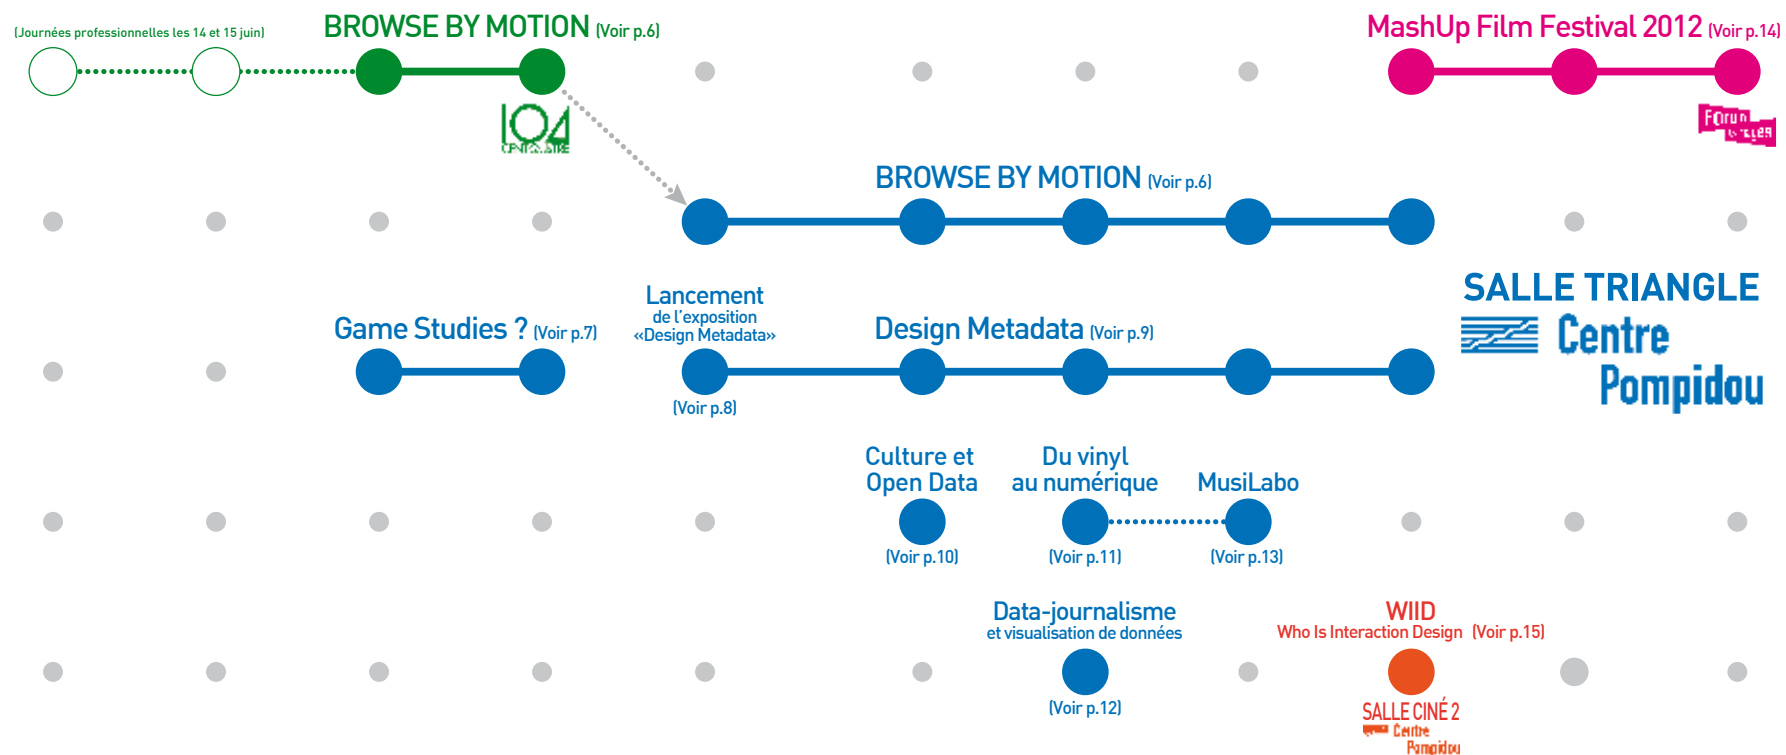 (Journées professionnelles les 14 et 15 juin)
BROWSE BY MOTION (Voir p.6)
MashUp Film Festival 2012 (Voir p.14)
104
CENTQUATRE
Forum
BROWSE BY MOTION (Voir p.6)
SALLE TRIANGLE
Centre
Pompidou
Game Studies ? (Voir p.7)
Lancement
de l'exposition
«Design Metadata»
(Voir p.8)
Design Metadata (Voir p.9)
Culture et
Open Data
(Voir p.10)
Du vinyl
au numérique
(Voir p.11)
MusiLabo
(Voir p.13)
Data-journalisme
et visualisation de données
(Voir p.12)
WIID
Who Is Interaction Design (Voir p.15)
SALLE CINÉ 2
Centre
Pompidou